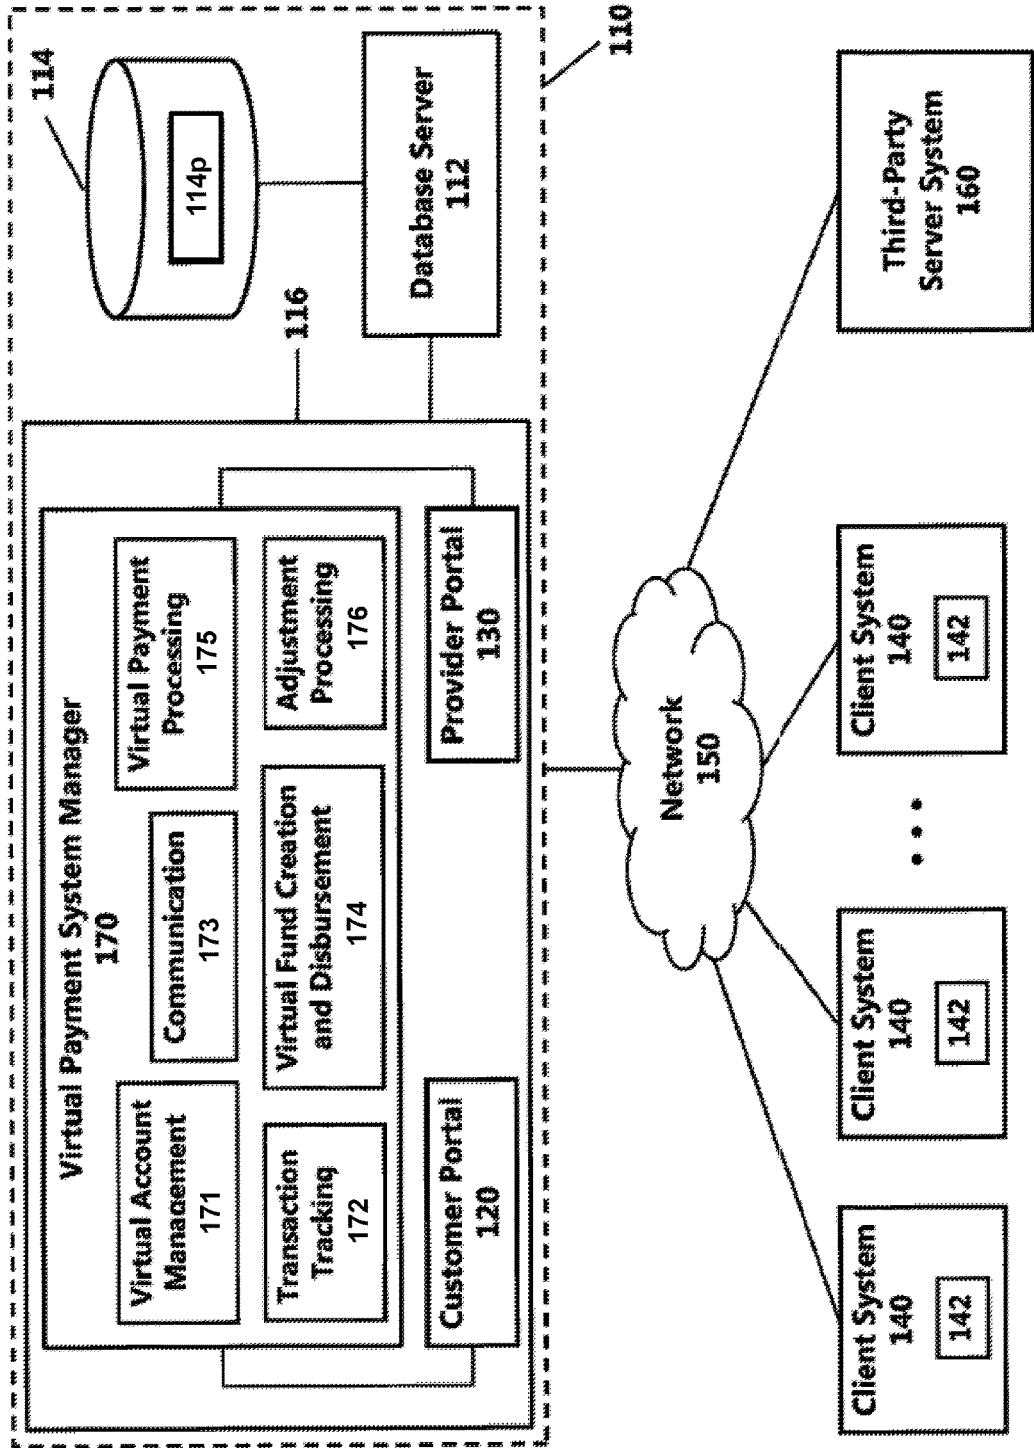 Virtual Payment System Manager
170
Virtual Account
Management
171
Communication
173
Virtual Payment
Processing
175
Transaction
Tracking
172
Virtual Fund Creation
and Disbursement
174
Adjustment
Processing
176
Customer Portal
120
Provider Portal
130
116
114
114p
Database Server
112
110
Network
150
Client System
140
142
Client System
140
142
Client System
140
142
Third-Party
Server System
160